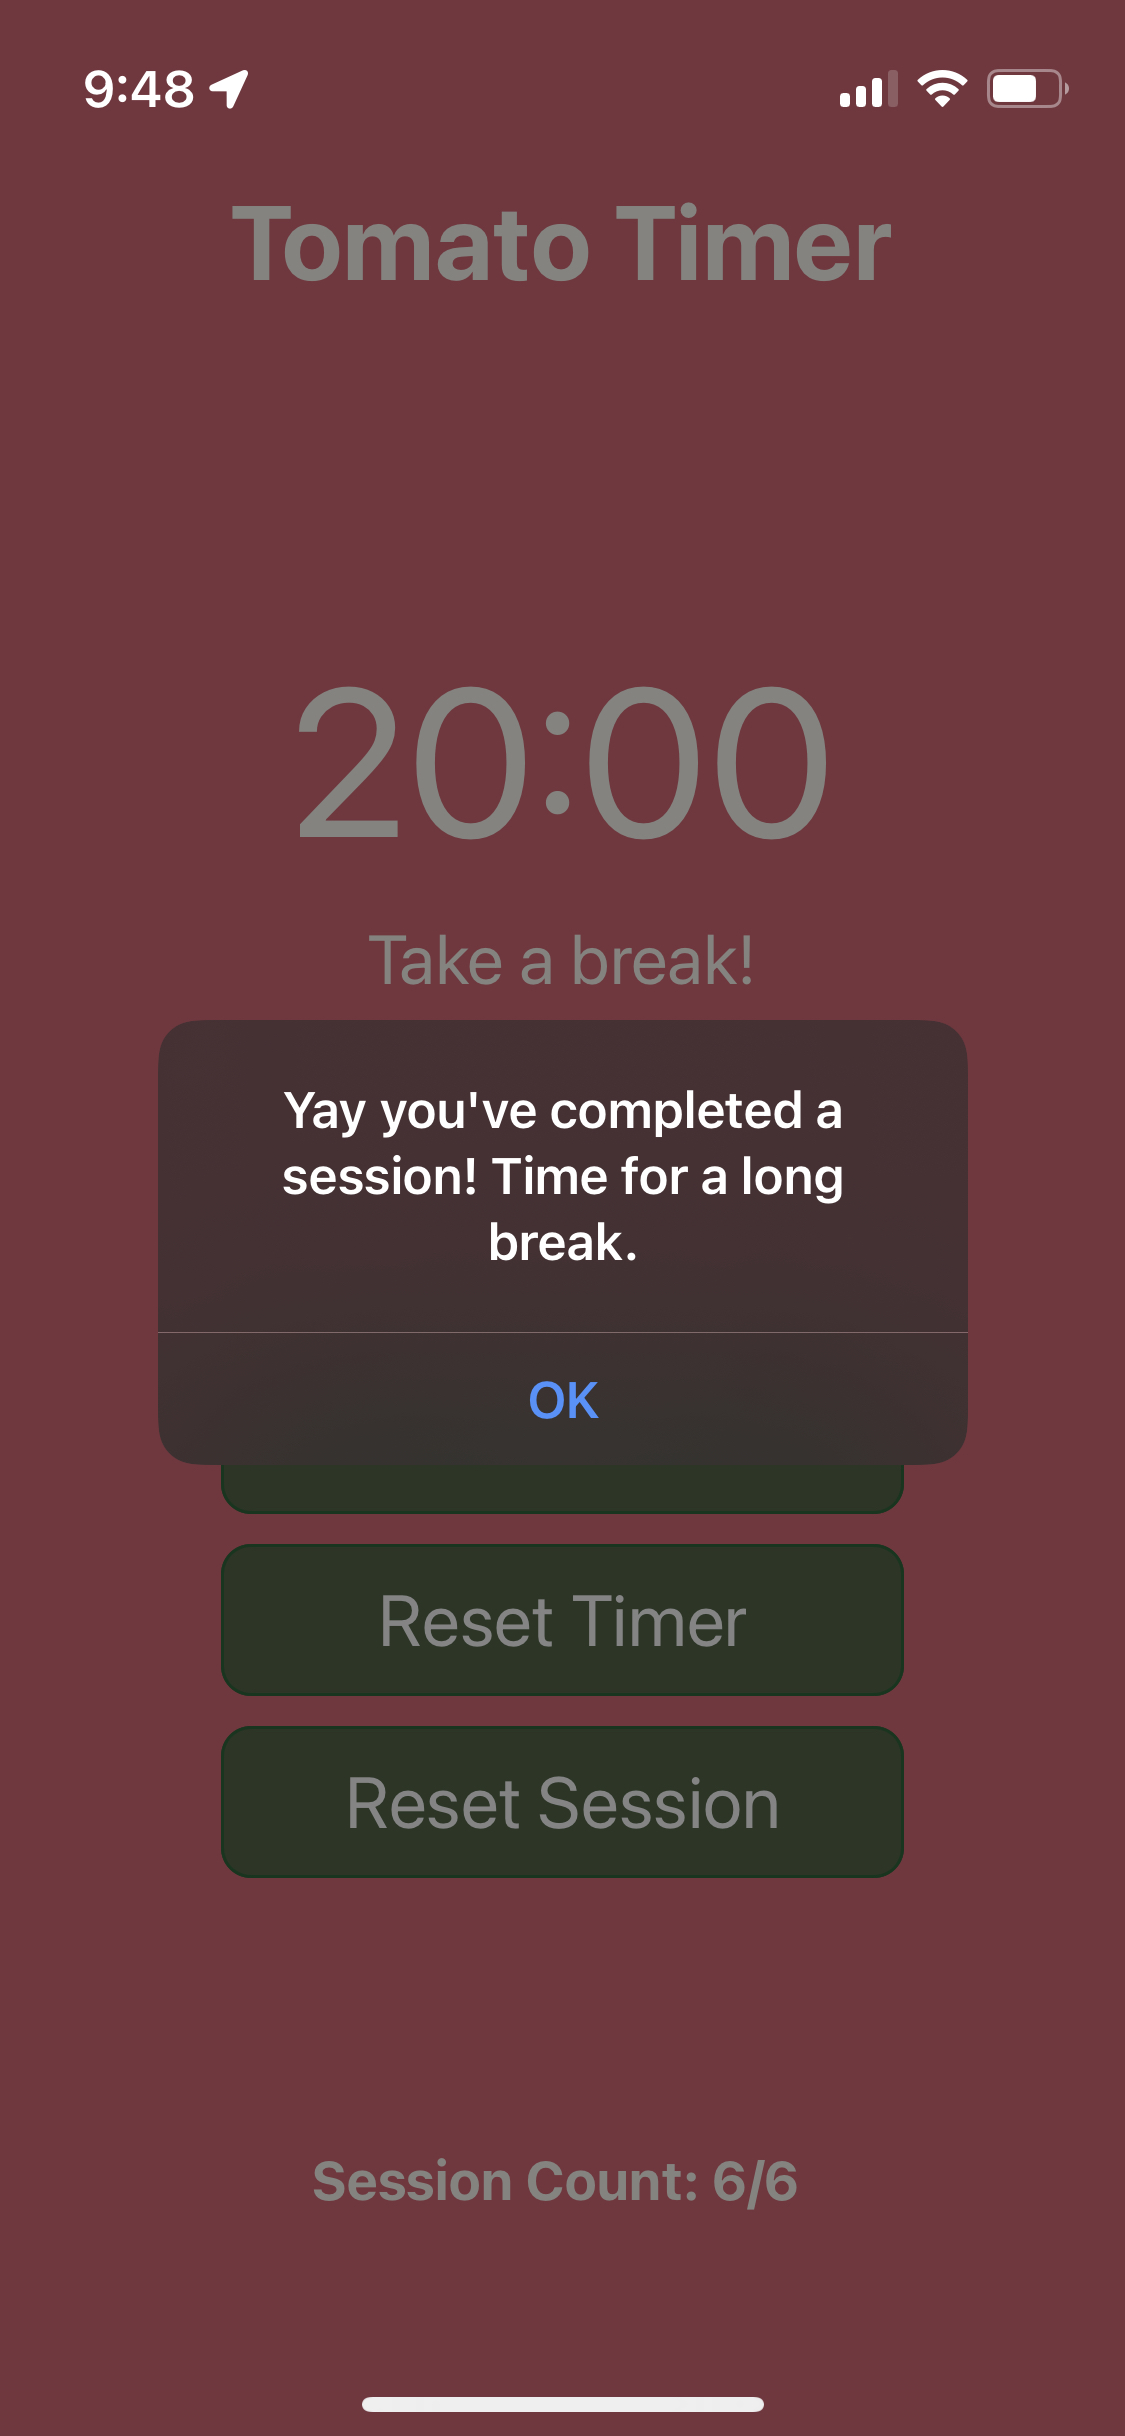 9:48
Tomato Timer
20:00
Take a break!
Yay you've completed a
session! Time for a long
break.
OK
Reset Timer
Reset Session
Session Count: 6/6